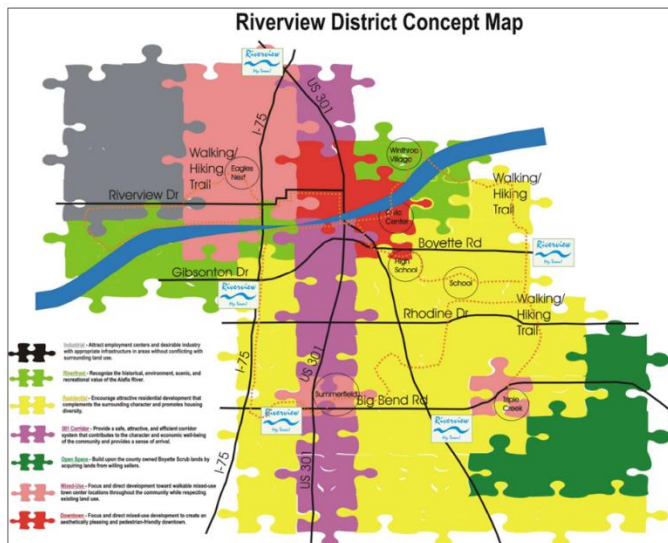 Riverview District Concept Map
Riverview
My Town!
US 301
I-75
Winthrop
Village
Walking/
Hiking
Trail
Eagles
Nest
Walking/
Hiking
Trail
Riverview Dr
Civic
Center
Boyette Rd
Riverview
My Town!
High
School
Gibsonton Dr
School
Riverview
My Town!
Walking/
Hiking
Trail
Rhodine Dr
I-75
US 301
Summerfield
Big Bend Rd
Triple
Creek
Riverview
My Town!
Riverview
My Town!
I-75
US 301
Industrial - Attract employment centers and desirable industry
with appropriate infrastructure in areas without conflicting with
surrounding land use.
Riverfront - Recognize the historical, environment, scenic, and
recreational value of the Alafia River.
Residential - Encourage attractive residential development that
complements the surrounding character and promotes housing
diversity.
301 Corridor - Provide a safe, attractive, and efficient corridor
system that contributes to the character and economic well-being
of the community and provides a sense of arrival.
Open Space - Build upon the county owned Boyette Scrub lands by
acquiring lands from willing sellers.
Mixed-Use - Focus and direct development toward walkable mixed-use
town center locations throughout the community while respecting
existing land use.
Downtown - Focus and direct mixed-use development to create an
aesthetically pleasing and pedestrian-friendly downtown.